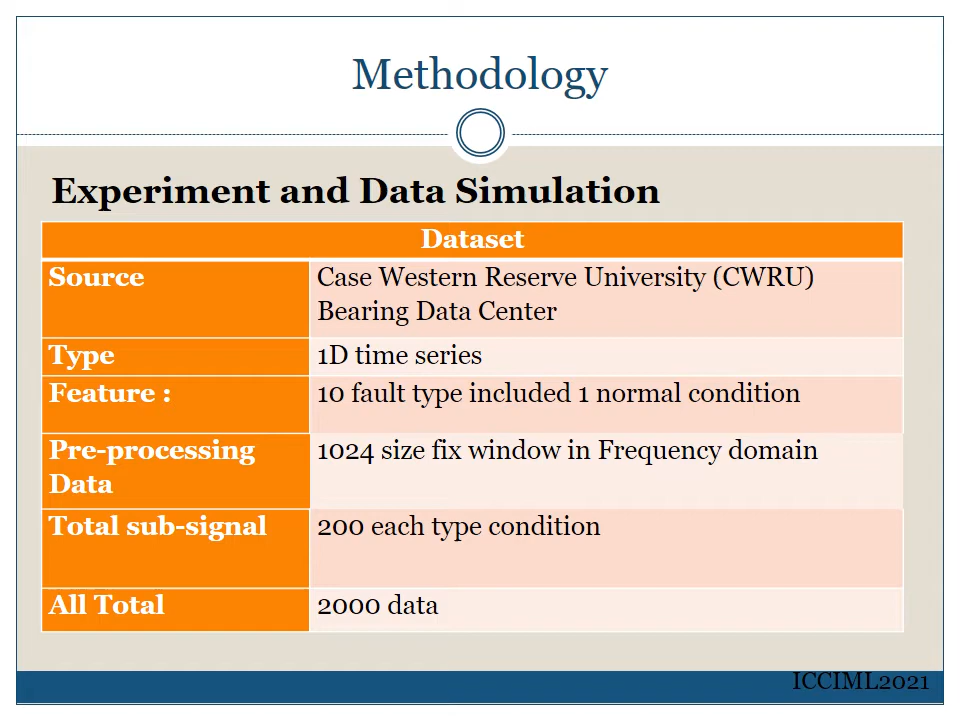 Methodology
Experiment and Data Simulation
Dataset
Source
Case Western Reserve University (CWRU)
Bearing Data Center
Type
1D time series
Feature :
10 fault type included 1 normal condition
Pre-processing
Data
1024 size fix window in Frequency domain
Total sub-signal
200 each type condition
All Total
2000 data
ICCIML2021